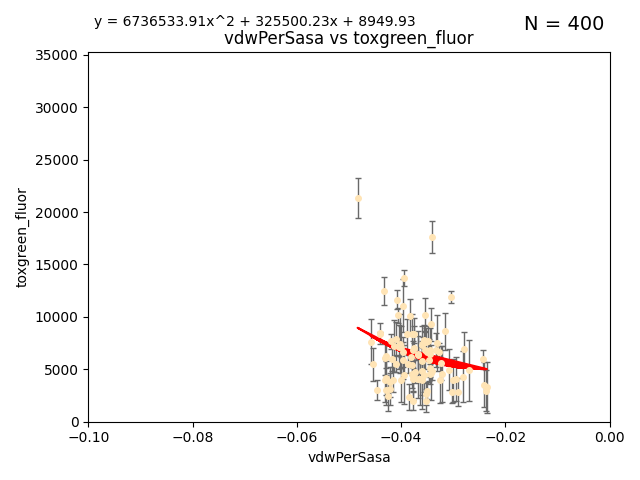 y = 6736533.91x^2 + 325500.23x + 8949.93
N = 400
vdwPerSasa vs toxgreen_fluor
35000
30000
25000
20000
15000
10000
5000
0
toxgreen_fluor
−0.10
−0.08
−0.06
−0.04
−0.02
0.00
vdwPerSasa